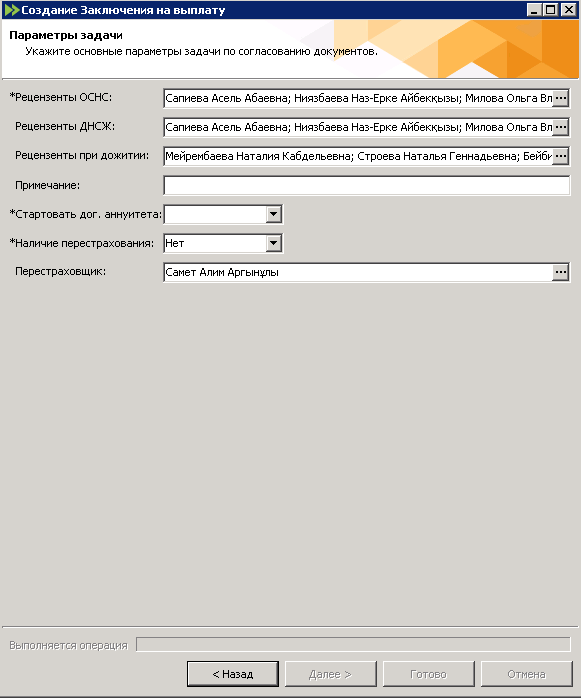 Создание Заключения на выплату
Параметры задачи
Укажите основные параметры задачи по согласованию документов.
*Рецензенты ОСНС: Сапиева Асель Абаевна; Ниязбаева Наз-Ерке Айбекқызы; Милова Ольга Вл ...
Рецензенты ДНСЖ: Сапиева Асель Абаевна; Ниязбаева Наз-Ерке Айбекқызы; Милова Ольга Вл ...
Рецензенты при дожитии: Мейрембаева Наталия Кабдельевна; Строева Наталья Геннадьевна; Бейби ...
Примечание:
*Стартовать дог. аннуитета:
*Наличие перестрахования: Нет
Перестраховщик: Самет Алим Аргынұлы ...
Выполняется операция
< Назад Далее > Готово Отмена